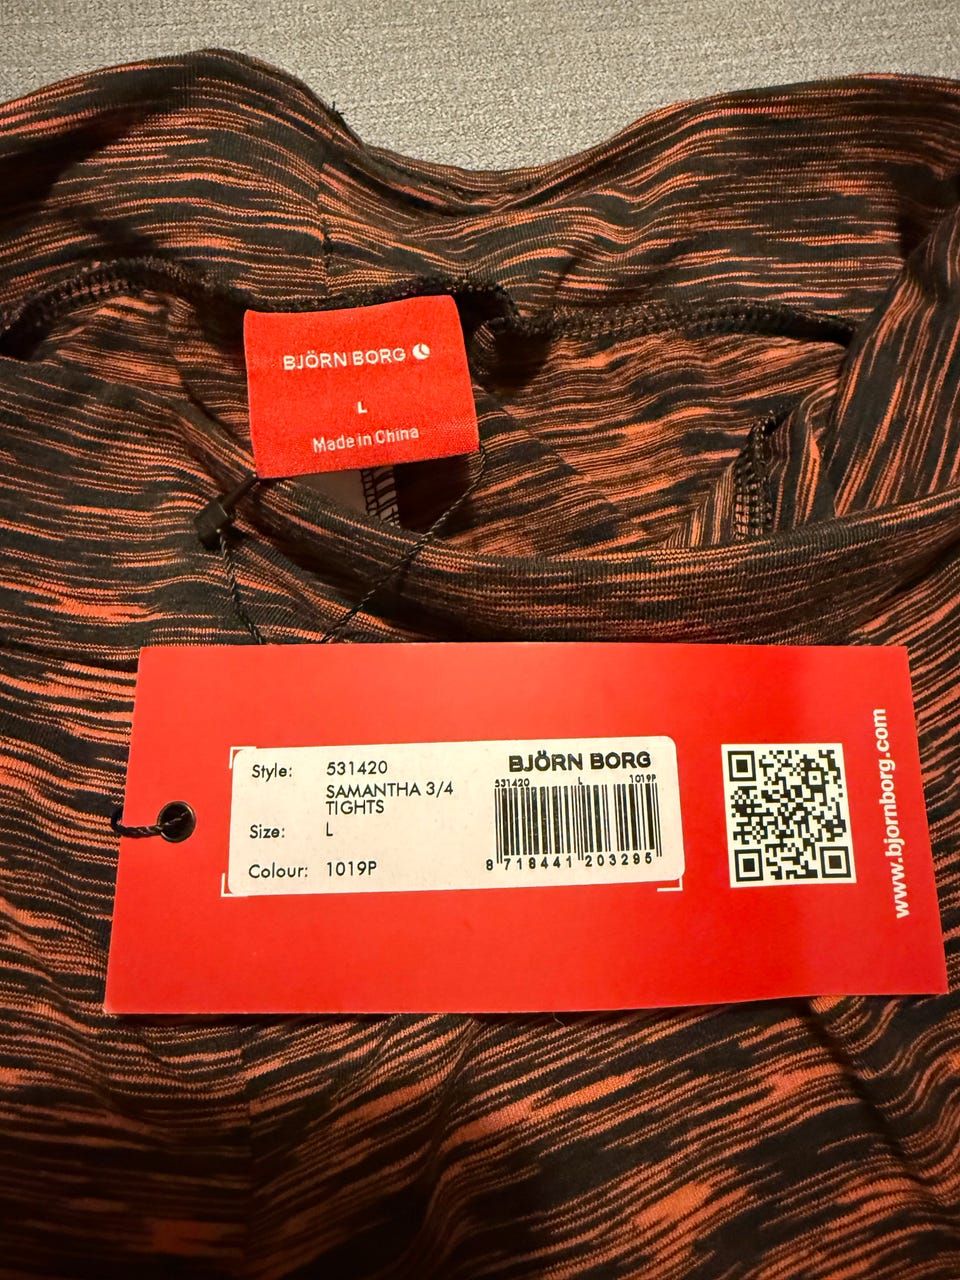 BJÖRN BORG
L
Made in China
Style: 531420
SAMANTHA 3/4
TIGHTS
Size: L
Colour: 1019P
BJÖRN BORG
531420 L 1019P
8 718441 203295
www.bjornborg.com